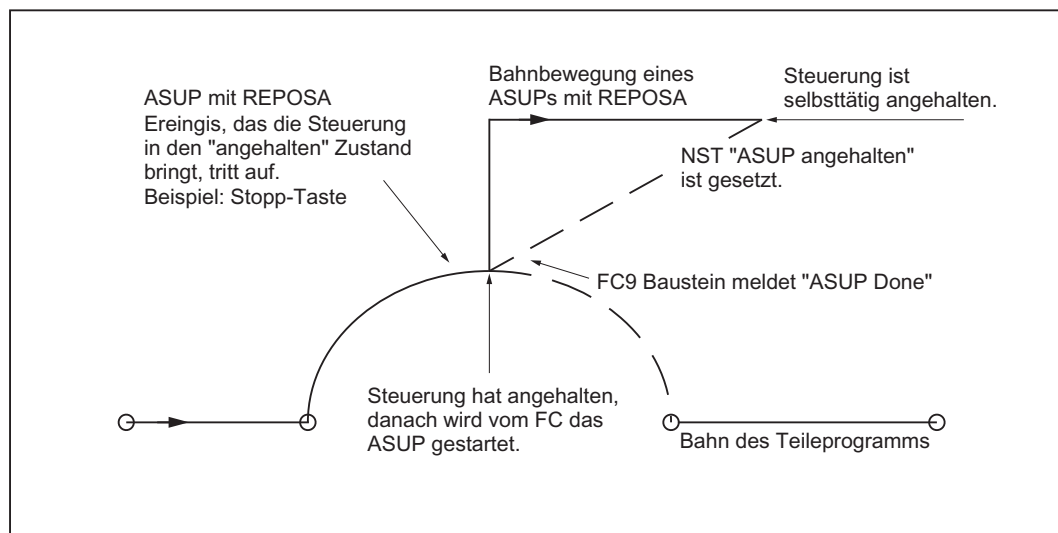 ASUP mit REPOSA
Ereingis, das die Steuerung
in den "angehalten" Zustand
bringt, tritt auf.
Beispiel: Stopp-Taste
Bahnbewegung eines
ASUPs mit REPOSA
Steuerung ist
selbsttätig angehalten.
NST "ASUP angehalten"
ist gesetzt.
FC9 Baustein meldet "ASUP Done"
Steuerung hat angehalten,
danach wird vom FC das
ASUP gestartet.
Bahn des Teileprogramms